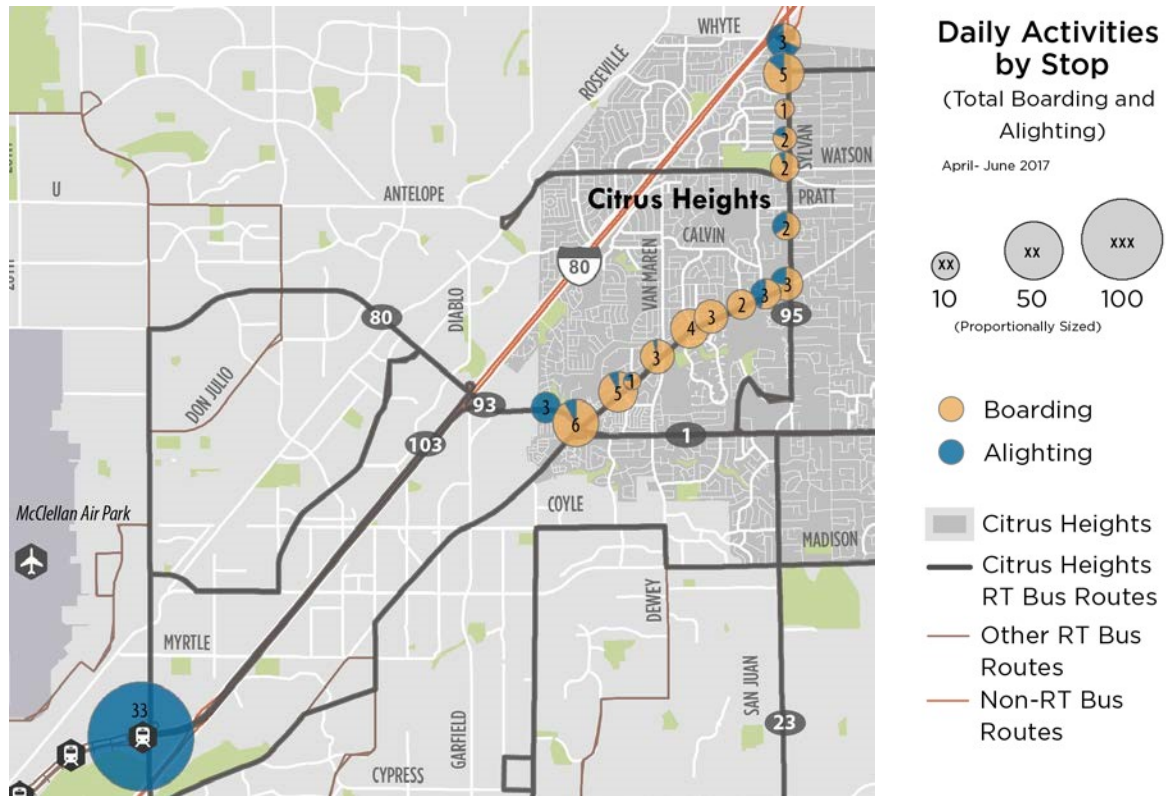 WHYTE
ROSEVILLE
3
5
1
2
SYLVAN
WATSON
2
U
ANTELOPE
Citrus Heights
PRATT
CALVIN
2
80
VAN MAREN
3
3
2
3
95
4
80
DIABLO
3
DON JULIO
5
1
93
3
6
103
1
COYLE
McClellan Air Park
MADISON
DEWEY
MYRTLE
SAN JUAN
33
GARFIELD
23
CYPRESS
Daily Activities
by Stop
(Total Boarding and
Alighting)
April- June 2017
xx
xx
xxx
10
50
100
(Proportionally Sized)
Boarding
Alighting
Citrus Heights
Citrus Heights
RT Bus Routes
Other RT Bus
Routes
Non-RT Bus
Routes